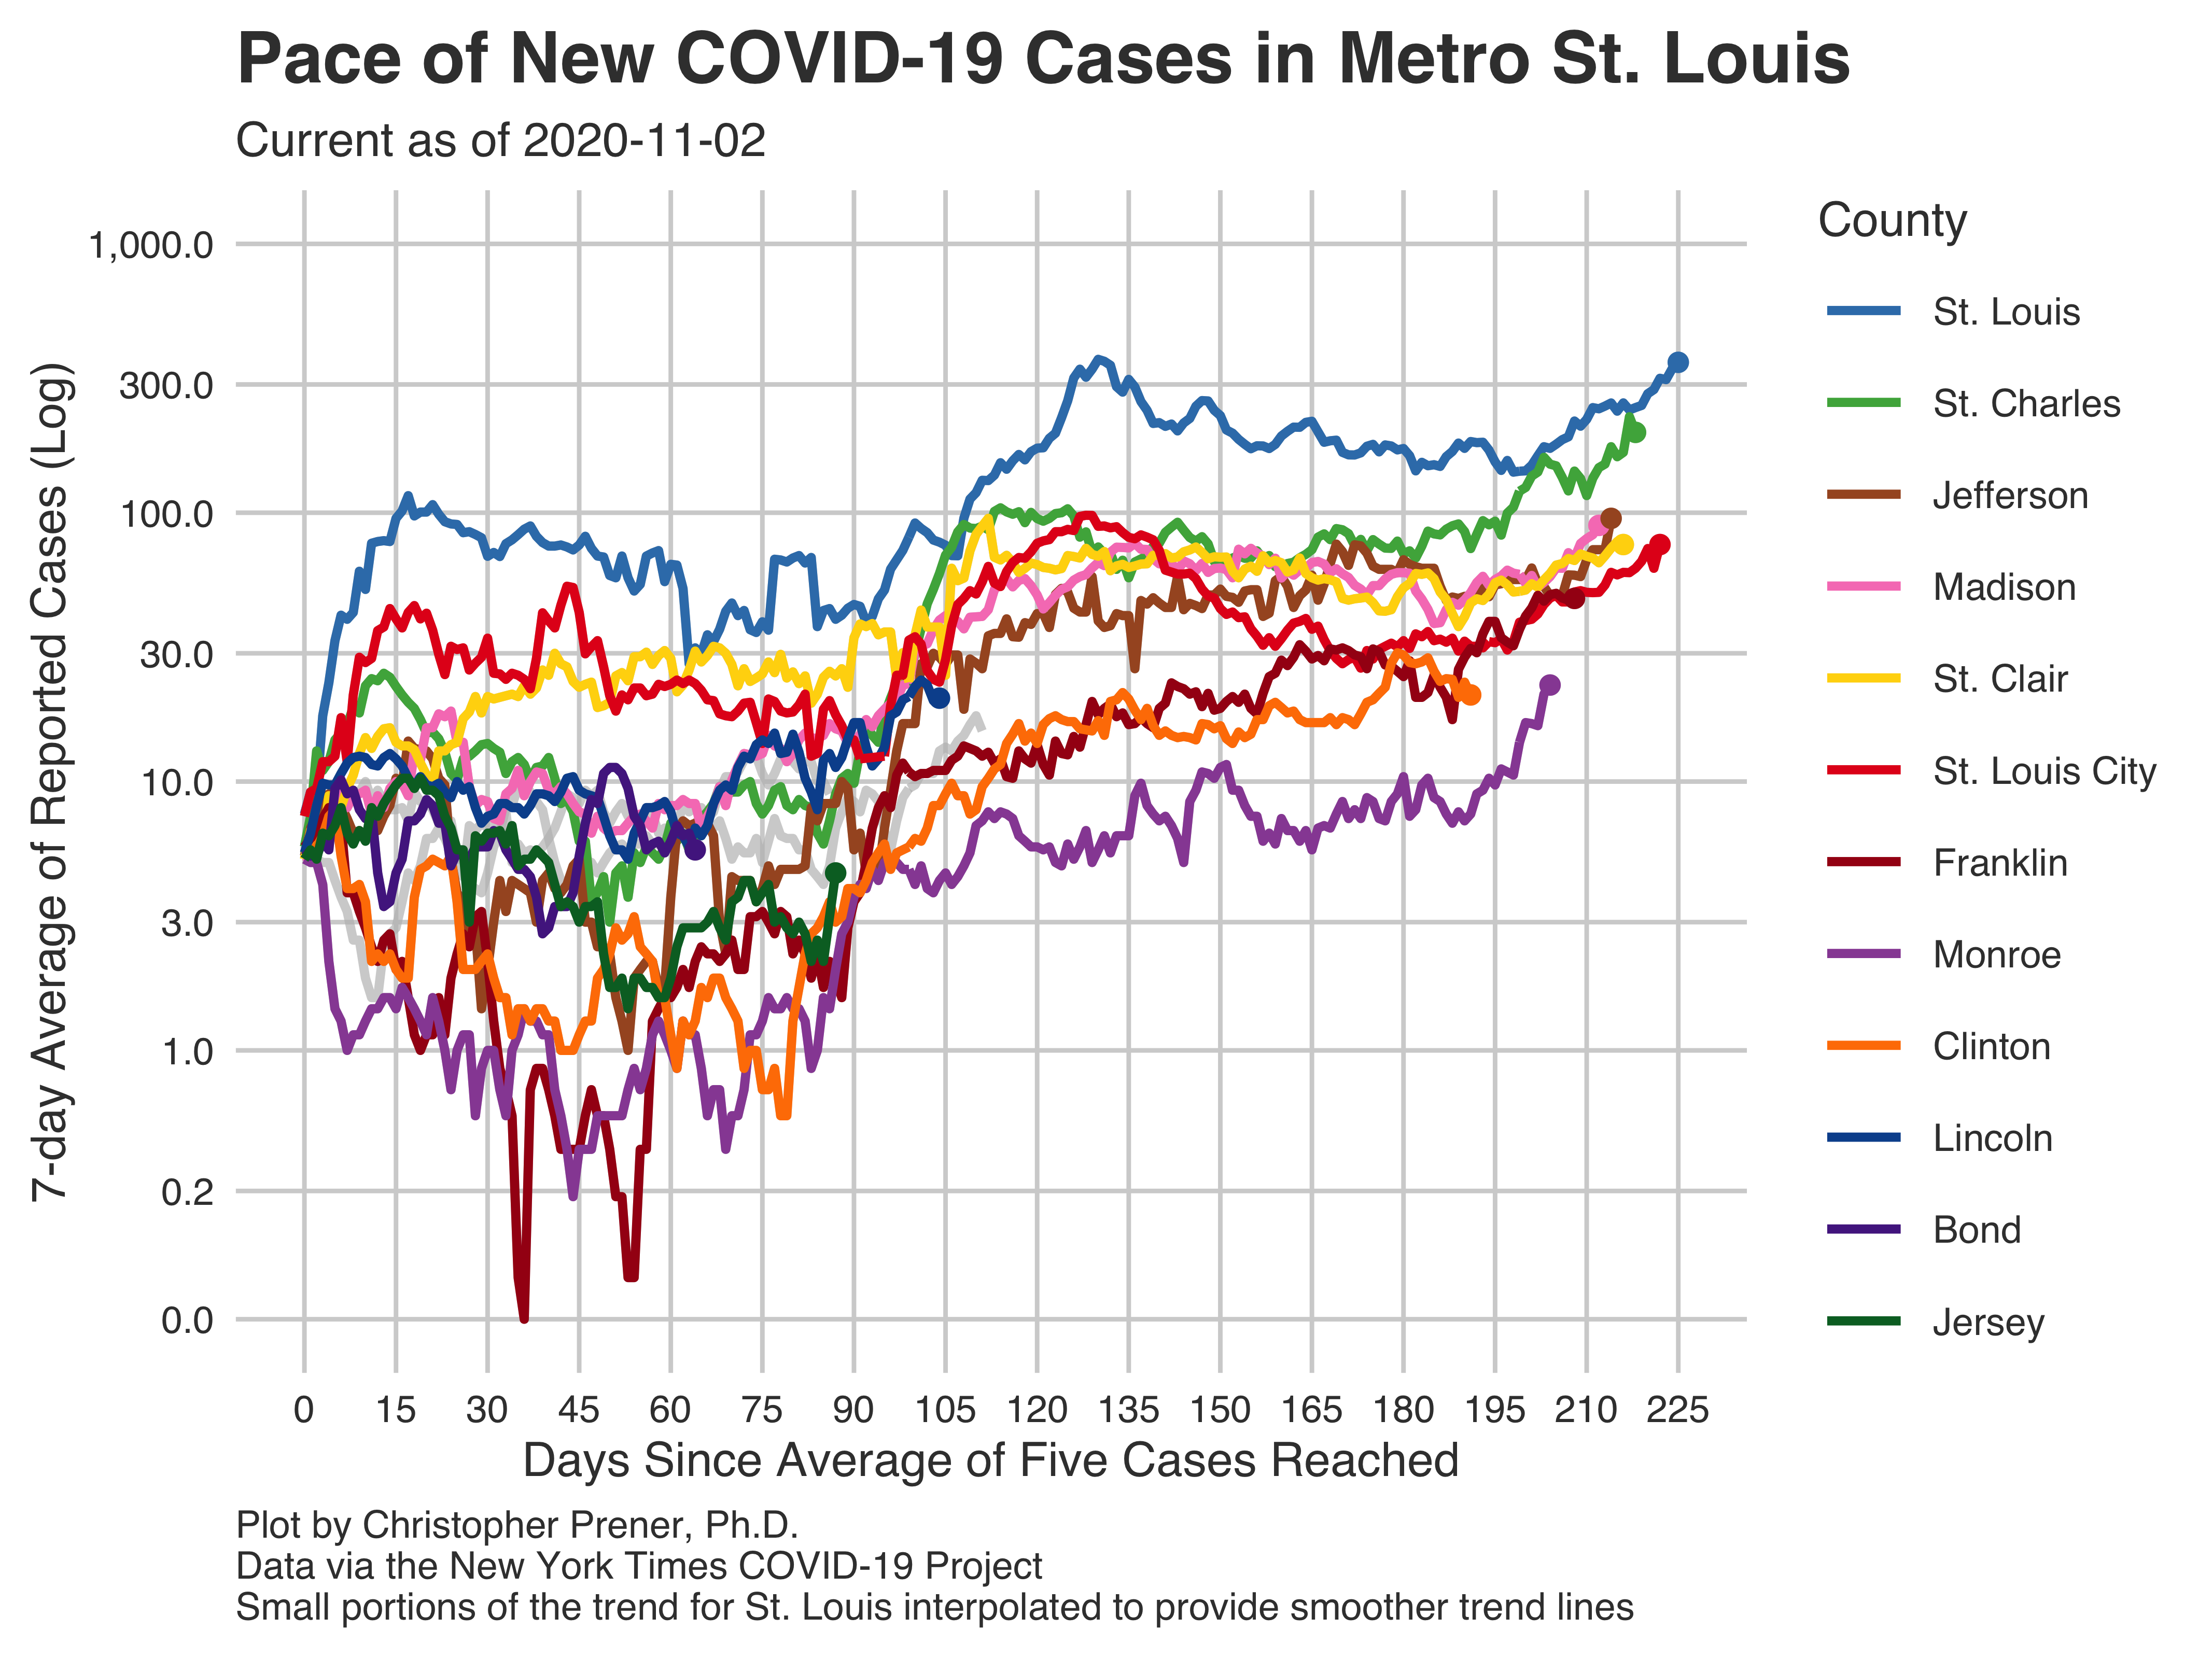 Pace of New COVID-19 Cases in Metro St. Louis
Current as of 2020-11-02
7-day Average of Reported Cases (Log)
1,000.0
300.0
100.0
30.0
10.0
3.0
1.0
0.2
0.0
0 15 30 45 60 75 90 105 120 135 150 165 180 195 210 225
Days Since Average of Five Cases Reached
County
St. Louis
St. Charles
Jefferson
Madison
St. Clair
St. Louis City
Franklin
Monroe
Clinton
Lincoln
Bond
Jersey
Plot by Christopher Prener, Ph.D.
Data via the New York Times COVID-19 Project
Small portions of the trend for St. Louis interpolated to provide smoother trend lines